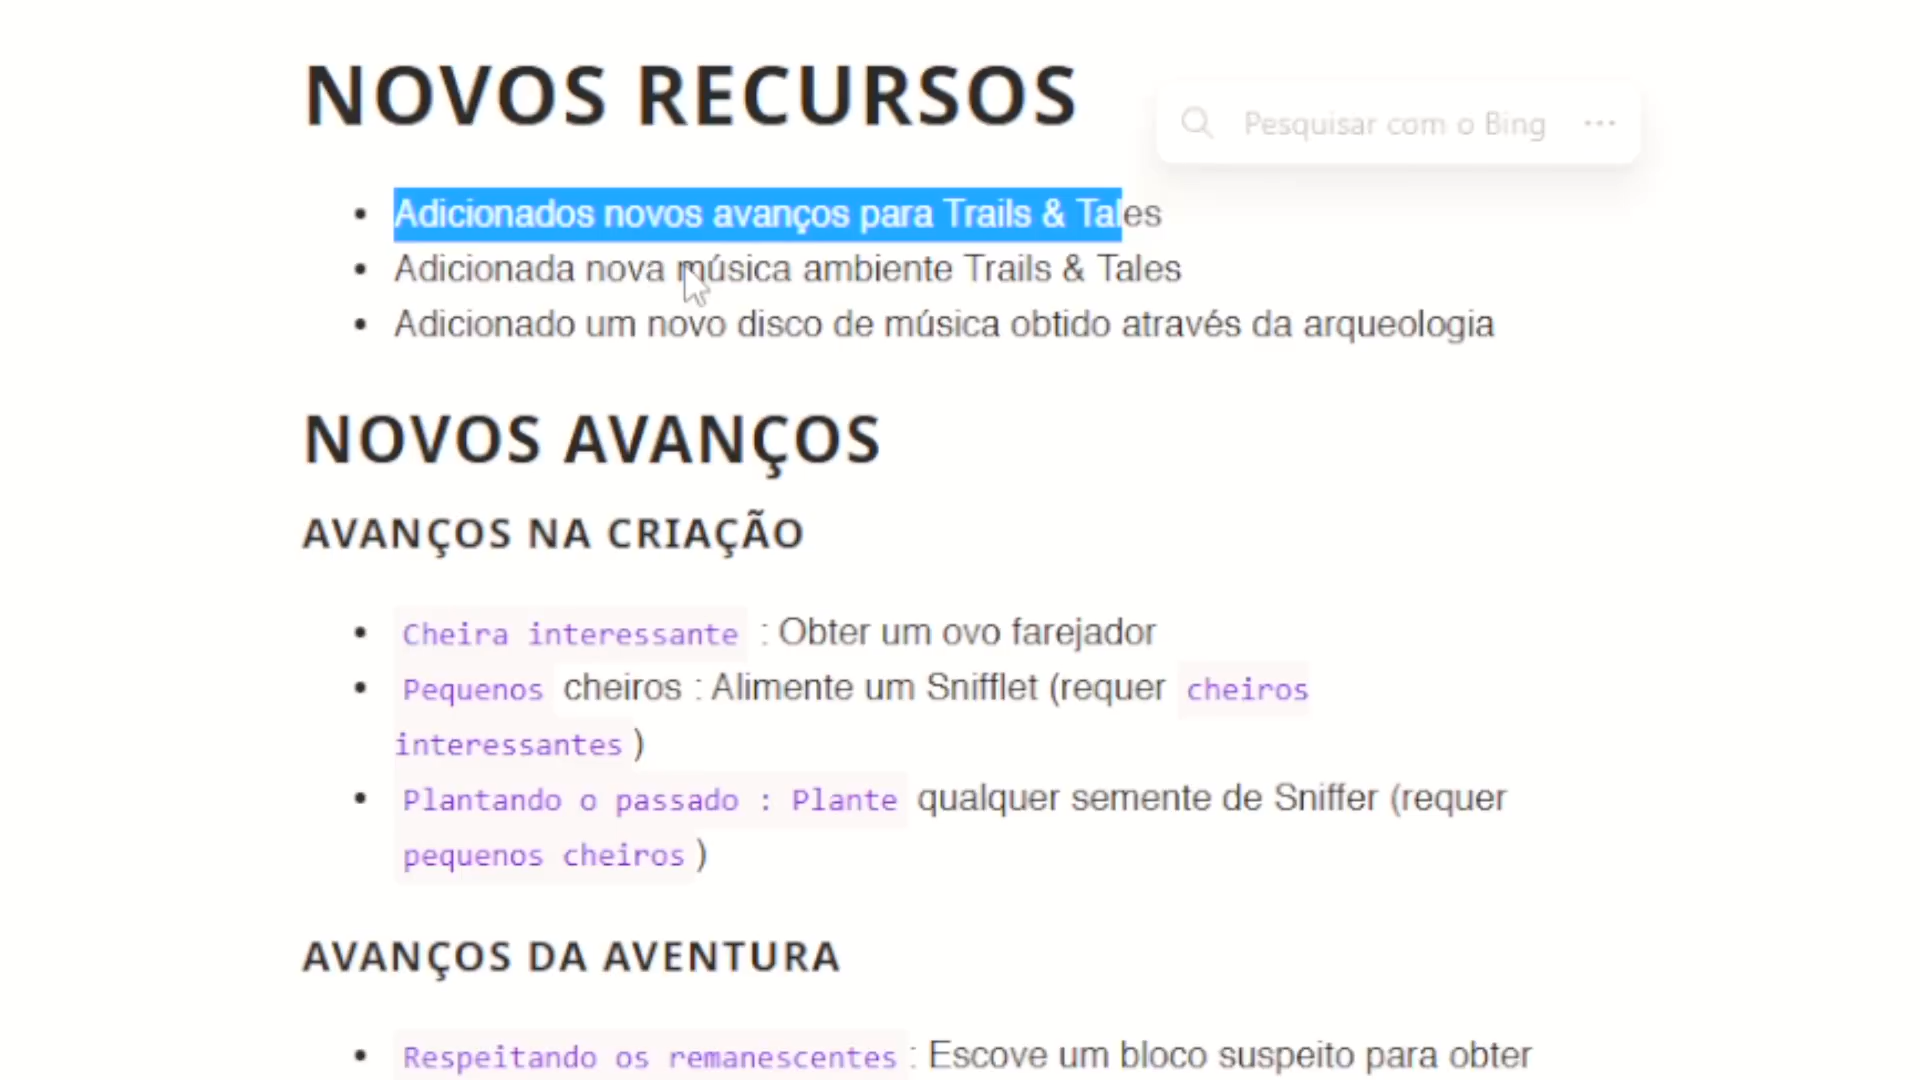 NOVOS RECURSOS
Pesquisar com o Bing
• Adicionados novos avanços para Trails & Tales
• Adicionada nova música ambiente Trails & Tales
• Adicionado um novo disco de música obtido através da arqueologia
NOVOS AVANÇOS
AVANÇOS NA CRIAÇÃO
• Cheira interessante : Obter um ovo farejador
• Pequenos cheiros : Alimente um Snifflet (requer cheiros
interessantes )
• Plantando o passado : Plante qualquer semente de Sniffer (requer
pequenos cheiros )
AVANÇOS DA AVENTURA
• Respeitando os remanescentes : Escove um bloco suspeito para obter